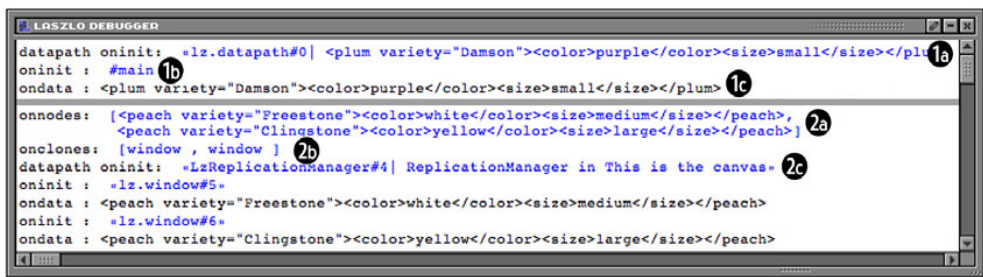 LASZLO DEBUGGER
datapath oninit: «lz.datapath#0| <plum variety="Damson"><color>purple</color><size>small</size></plu 1a
oninit : #main 1b
ondata : <plum variety="Damson"><color>purple</color><size>small</size></plum> 1c
onnodes: [<peach variety="Freestone"><color>white</color><size>medium</size></peach>,
<peach variety="Clingstone"><color>yellow</color><size>large</size></peach>] 2a
onclones: [window , window ] 2b
datapath oninit: «LzReplicationManager#4| ReplicationManager in This is the canvas» 2c
oninit : «lz.window#5»
ondata : <peach variety="Freestone"><color>white</color><size>medium</size></peach>
oninit : «lz.window#6»
ondata : <peach variety="Clingstone"><color>yellow</color><size>large</size></peach>